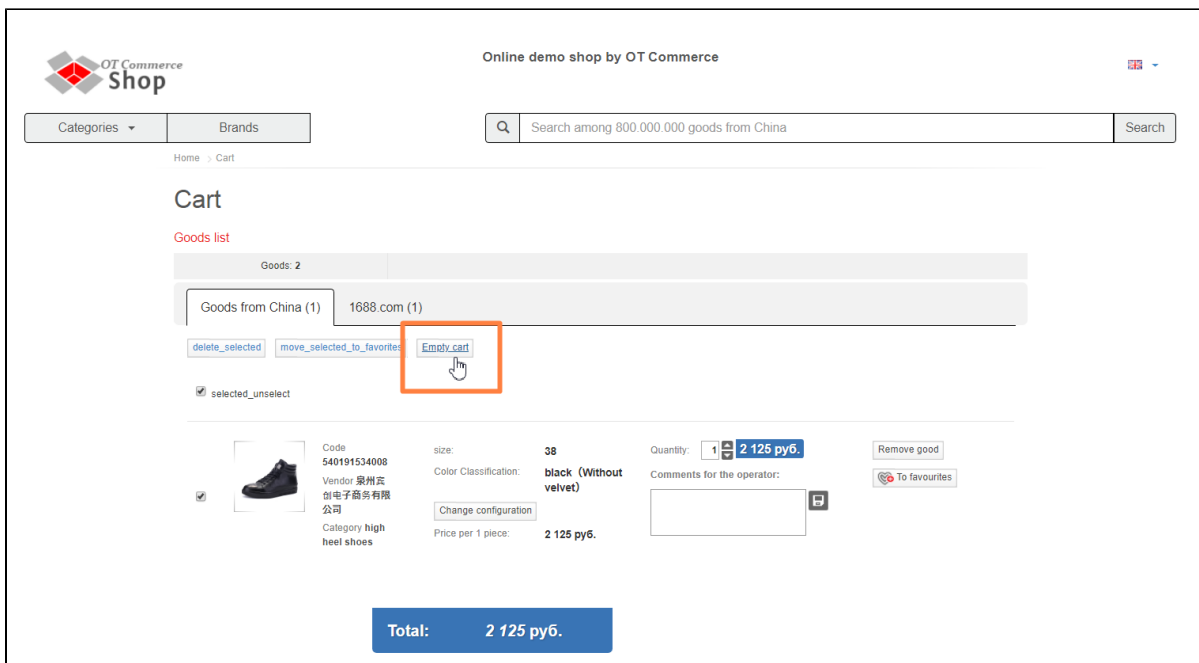 OT Commerce
Shop
Online demo shop by OT Commerce
Categories
Brands
Search among 800.000.000 goods from China
Search
Home > Cart
Cart
Goods list
Goods: 2
Goods from China (1)
1688.com (1)
delete_selected
move_selected_to_favorites
Empty cart
selected_unselect
Code
540191534008
Vendor 泉州宾
创电子商务有限
公司
Category high
heel shoes
size:
38
Color Classification:
black（Without
velvet）
Change configuration
Price per 1 piece:
2 125 руб.
Quantity:
1
2 125 руб.
Comments for the operator:
Remove good
To favourites
Total:
2 125 руб.